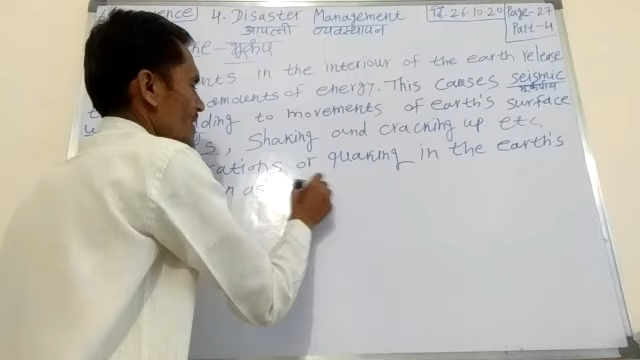 science 4. Disaster Management दि. 26.10.20 Page-27
आपत्ती व्यवस्थापन Part-4
ke - भूकंप
nts in the interiour of the earth release
amounts of energy. This causes seismic
ding to movements of earth's surface
s, Shaking and cracking up etc.
rations or quaking in the earth's
n as